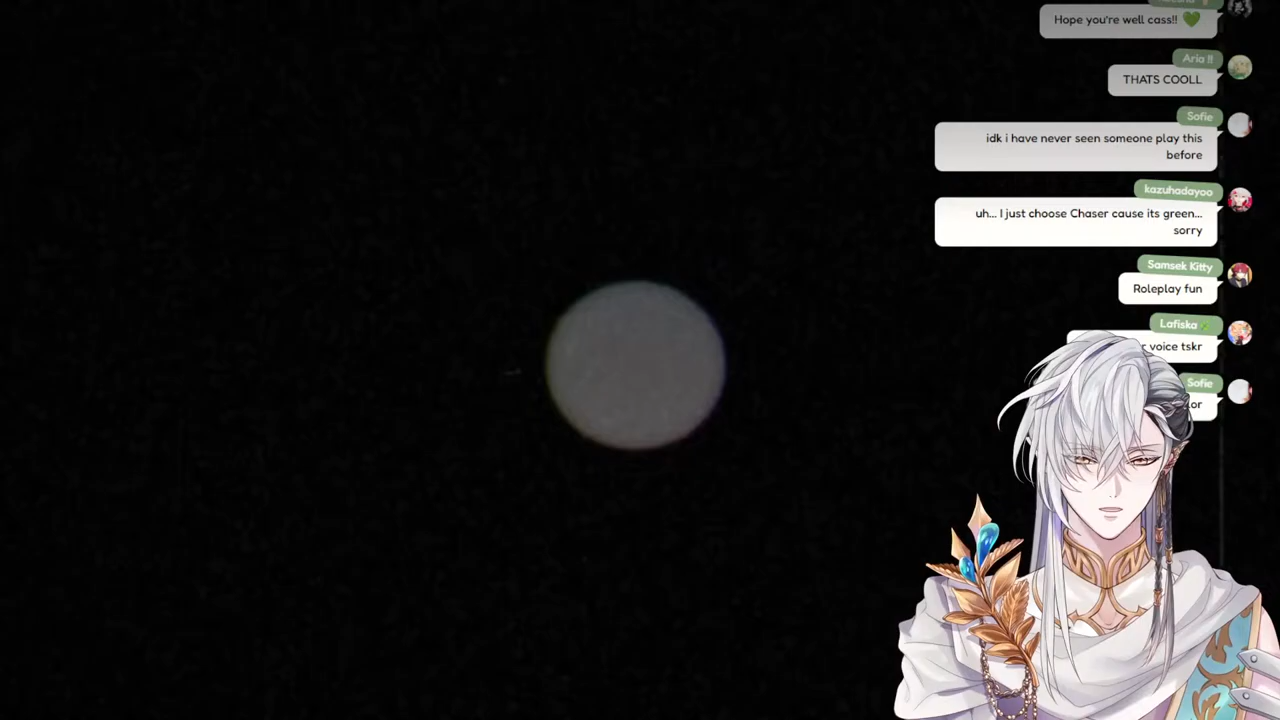 Hope you're well cass!! 💚
Aria !!
THATS COOLL
Sofie
idk i have never seen someone play this
before
kazuhadayoo
uh... I just choose Chaser cause its green...
sorry
Samsek Kitty
Roleplay fun
Lafiska
voice tskr
Sofie